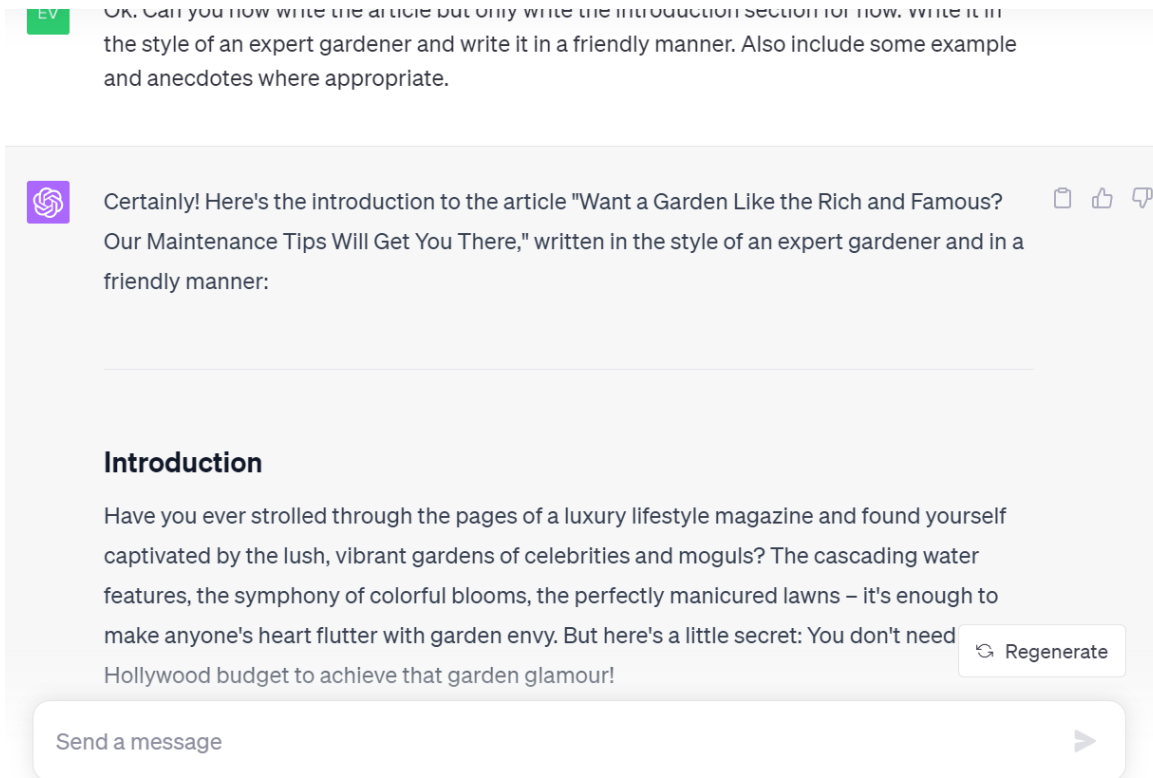 EV
Ok. Can you now write the article but only write the introduction section for now. Write it in
the style of an expert gardener and write it in a friendly manner. Also include some example
and anecdotes where appropriate.
Certainly! Here's the introduction to the article "Want a Garden Like the Rich and Famous?
Our Maintenance Tips Will Get You There," written in the style of an expert gardener and in a
friendly manner:
Introduction
Have you ever strolled through the pages of a luxury lifestyle magazine and found yourself
captivated by the lush, vibrant gardens of celebrities and moguls? The cascading water
features, the symphony of colorful blooms, the perfectly manicured lawns – it's enough to
make anyone's heart flutter with garden envy. But here's a little secret: You don't need
Regenerate
Hollywood budget to achieve that garden glamour!
Send a message